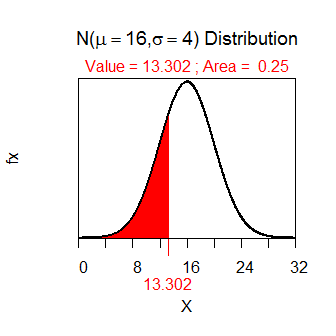 N(μ = 16,σ = 4) Distribution
Value = 13.302 ; Area =  0.25
fx
0 8 16 24 32
13.302
X